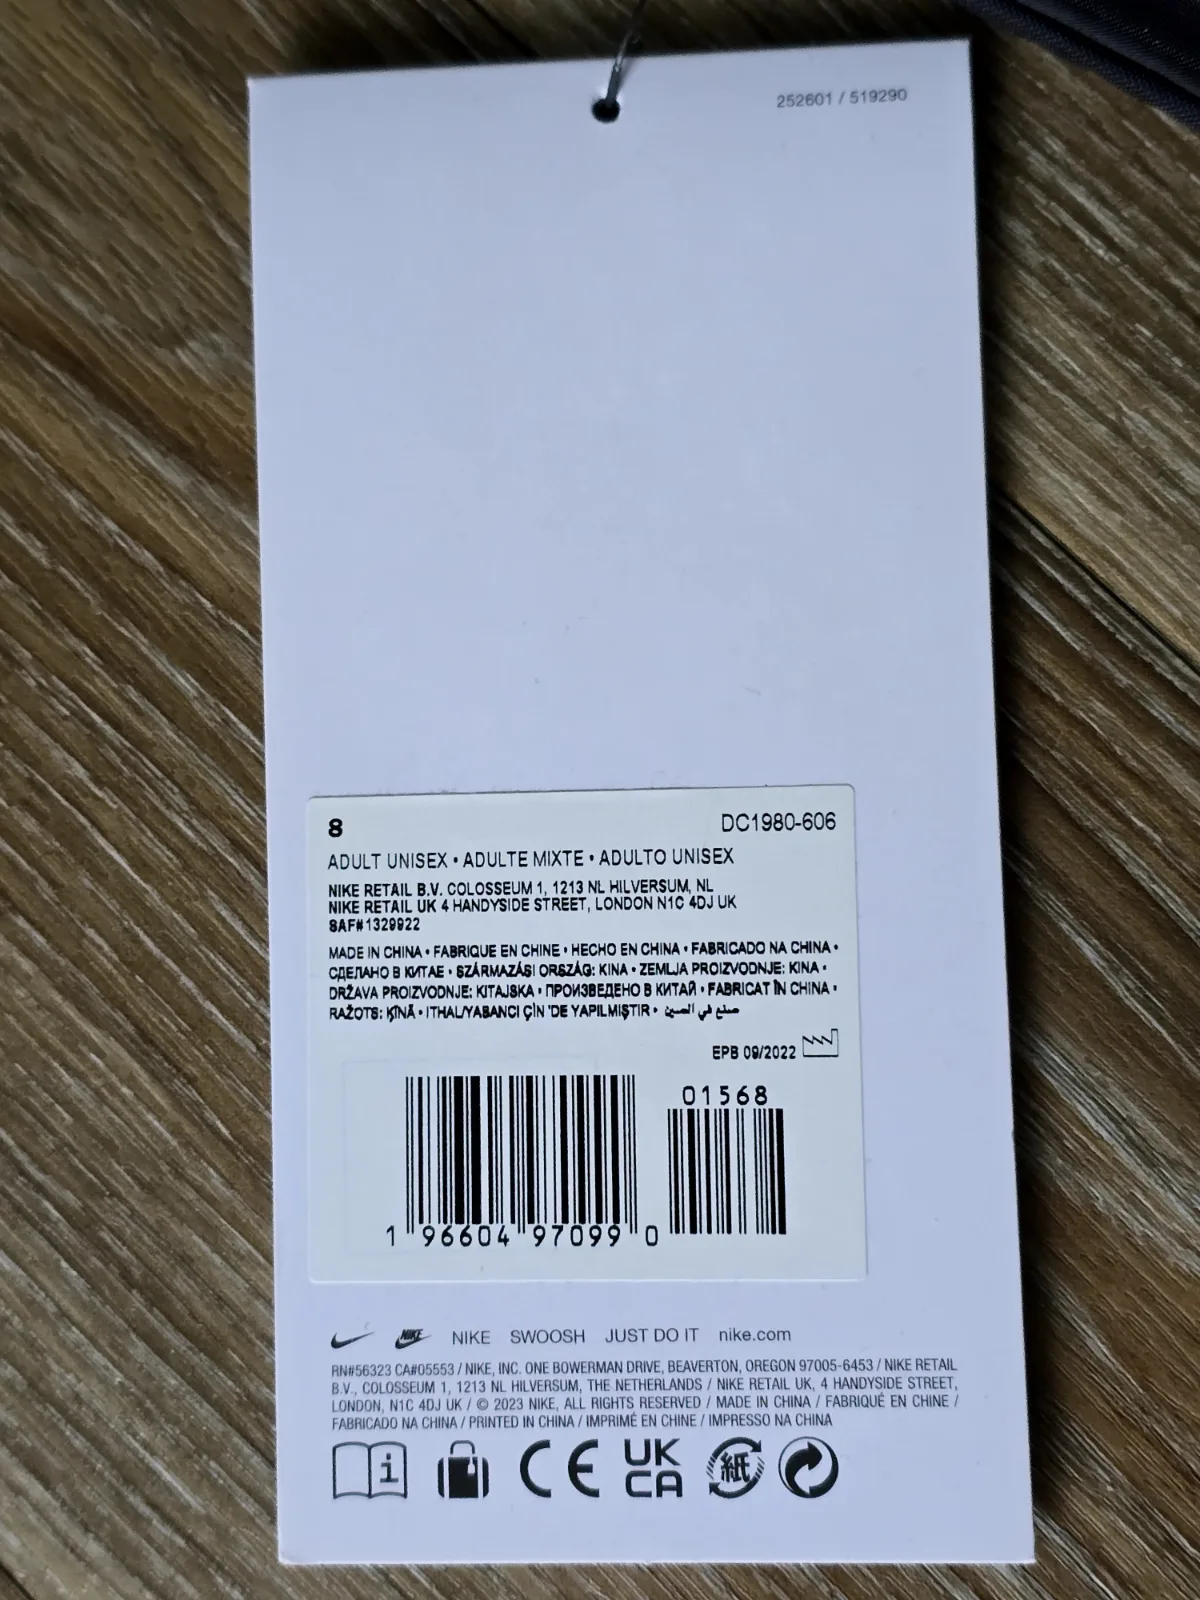 252601 / 519290
8 DC1980-606
ADULT UNISEX • ADULTE MIXTE • ADULTO UNISEX
NIKE RETAIL B.V. COLOSSEUM 1, 1213 NL HILVERSUM, NL
NIKE RETAIL UK 4 HANDYSIDE STREET, LONDON N1C 4DJ UK
SAF#1329922
MADE IN CHINA • FABRIQUE EN CHINE • HECHO EN CHINA • FABRICADO NA CHINA •
СДЕЛАНО В КИТАЕ • SZÁRMAZÁSI ORSZÁG: KINA • ZEMLJA PROIZVODNJE: KINA •
DRŽAVA PROIZVODNJE: KITAJSKA • ПРОИЗВЕДЕНО В КИТАЙ • FABRICAT ÎN CHINA •
RAŽOTS: ĶĪNĀ • ITHAL/YABANCI ÇİN 'DE YAPILMIŞTIR • صنع في الصين
EPB 09/2022
01568
1 96604 97099 0
NIKE NIKE SWOOSH JUST DO IT nike.com
RN#56323 CA#05553 / NIKE, INC. ONE BOWERMAN DRIVE, BEAVERTON, OREGON 97005-6453 / NIKE RETAIL
B.V., COLOSSEUM 1, 1213 NL HILVERSUM, THE NETHERLANDS / NIKE RETAIL UK, 4 HANDYSIDE STREET,
LONDON, N1C 4DJ UK / © 2023 NIKE, ALL RIGHTS RESERVED / MADE IN CHINA / FABRIQUÉ EN CHINE /
FABRICADO NA CHINA / PRINTED IN CHINA / IMPRIMÉ EN CHINE / IMPRESSO NA CHINA
i CE UK CA 紙